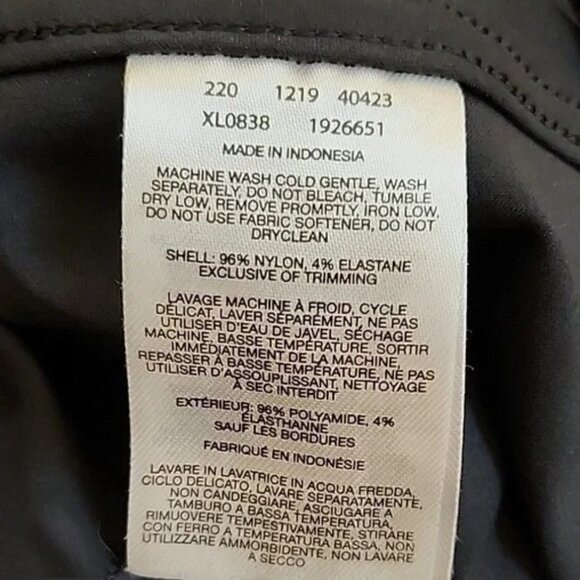 220 1219 40423
XL0838 1926651
MADE IN INDONESIA
MACHINE WASH COLD GENTLE, WASH
SEPARATELY, DO NOT BLEACH, TUMBLE
DRY LOW, REMOVE PROMPTLY, IRON LOW,
DO NOT USE FABRIC SOFTENER, DO NOT
DRYCLEAN
SHELL: 96% NYLON, 4% ELASTANE
EXCLUSIVE OF TRIMMING
LAVAGE MACHINE À FROID, CYCLE
DÉLICAT, LAVER SÉPARÉMENT, NE PAS
UTILISER D'EAU DE JAVEL, SÉCHAGE
MACHINE, BASSE TEMPÉRATURE, SORTIR
IMMÉDIATEMENT DE LA MACHINE
REPASSER À BASSE TEMPÉRATURE, NE PAS
UTILISER D'ASSOUPLISSANT, NETTOYAGE
A SEC INTERDIT
EXTÉRIEUR: 96% POLYAMIDE, 4%
ÉLASTHANNE
SAUF LES BORDURES
FABRIQUÉ EN INDONÉSIE
LAVARE IN LAVATRICE IN ACQUA FREDDA,
CICLO DELICATO, LAVARE SEPARATAMENTE,
NON CANDEGGIARE, ASCIUGARE A
TAMBURO A BASSA TEMPERATURA,
RIMUOVERE TEMPESTIVAMENTE, STIRARE
CON FERRO A TEMPERATURA BASSA, NON
UTILIZZARE AMMORBIDENTE, NON LAVARE
A SECCO